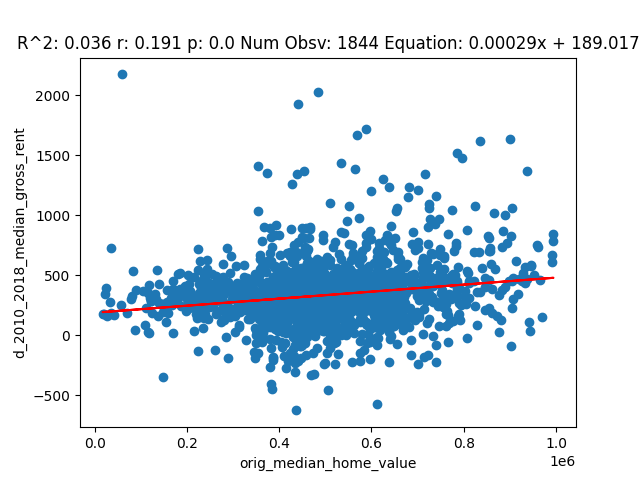 R^2: 0.036 r: 0.191 p: 0.0 Num Obsv: 1844 Equation: 0.00029x + 189.017
d_2010_2018_median_gross_rent
2000
1500
1000
500
0
−500
0.0 0.2 0.4 0.6 0.8 1.0
1e6
orig_median_home_value